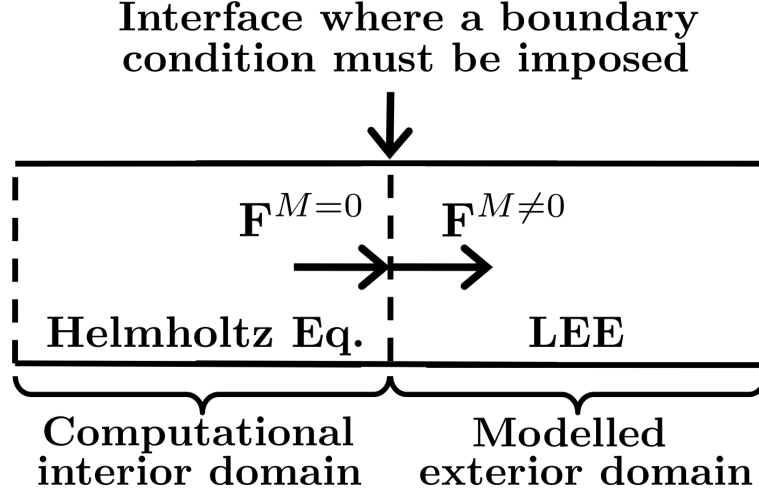 Interface where a boundary
condition must be imposed
F^{M=0} F^{M≠0}
Helmholtz Eq. LEE
Computational Modelled
interior domain exterior domain